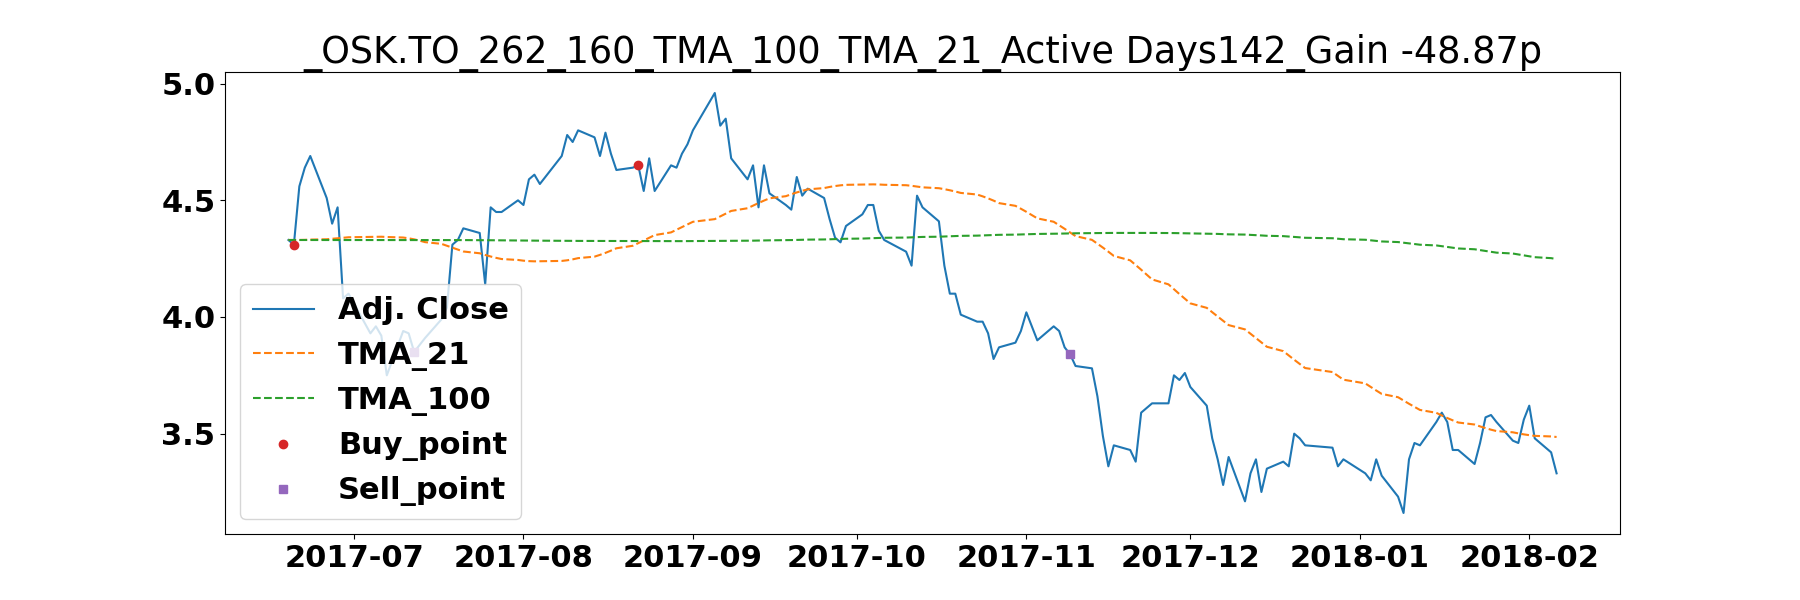 _OSK.TO_262_160_TMA_100_TMA_21_Active Days142_Gain -48.87p
5.0
4.5
4.0
3.5
Adj. Close
TMA_21
TMA_100
Buy_point
Sell_point
2017-07 2017-08 2017-09 2017-10 2017-11 2017-12 2018-01 2018-02